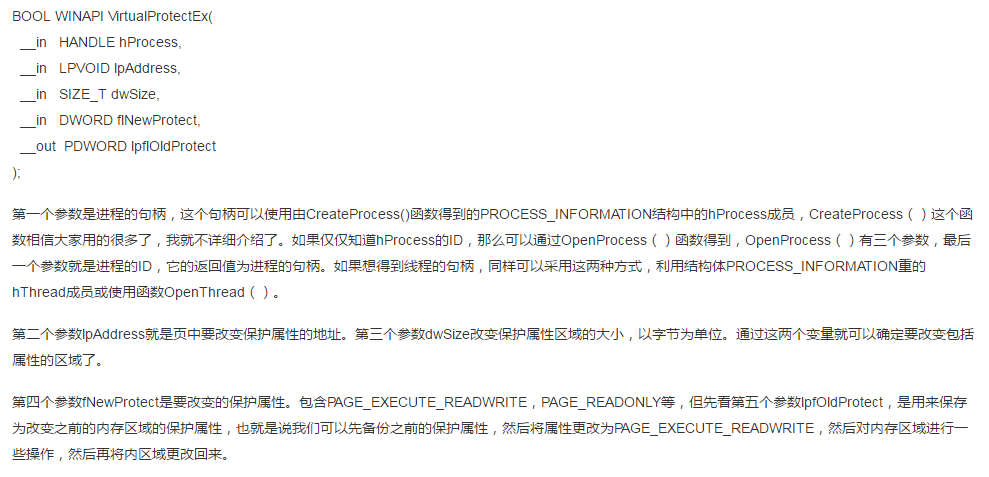 BOOL WINAPI VirtualProtectEx(
__in HANDLE hProcess,
__in LPVOID lpAddress,
__in SIZE_T dwSize,
__in DWORD flNewProtect,
__out PDWORD lpflOldProtect
);
第一个参数是进程的句柄，这个句柄可以使用由CreateProcess()函数得到的PROCESS_INFORMATION结构中的hProcess成员，CreateProcess（）这个函
数相信大家用的很多了，我就不详细介绍了。如果仅仅知道hProcess的ID，那么可以通过OpenProcess（）函数得到，OpenProcess（）有三个参数，最后
一个参数就是进程的ID，它的返回值为进程的句柄。如果想得到线程的句柄，同样可以采用这两种方式，利用结构体PROCESS_INFORMATION重的
hThread成员或使用函数OpenThread（）。
第二个参数lpAddress就是页中要改变保护属性的地址。第三个参数dwSize改变保护属性区域的大小，以字节为单位。通过这两个变量就可以确定要改变包括
属性的区域了。
第四个参数fNewProtect是要改变的保护属性。包含PAGE_EXECUTE_READWRITE，PAGE_READONLY等，但先看第五个参数lpfOldProtect，是用来保存
为改变之前的内存区域的保护属性，也就是说我们可以先备份之前的保护属性，然后将属性更改为PAGE_EXECUTE_READWRITE，然后对内存区域进行一
些操作，然后再将内区域更改回来。